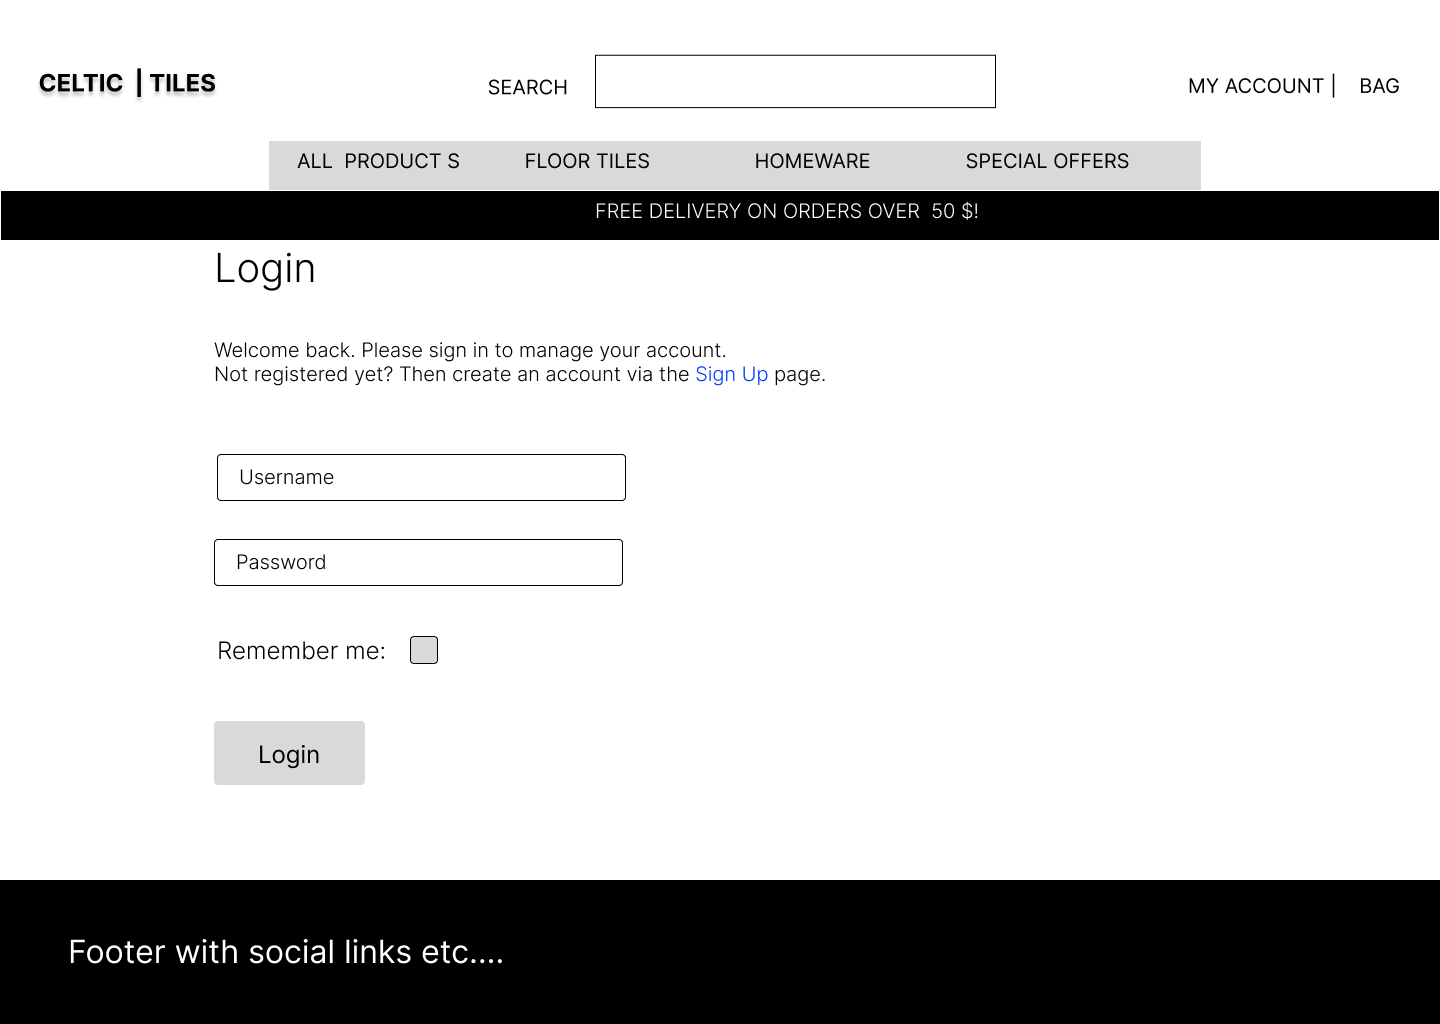 CELTIC | TILES
SEARCH
MY ACCOUNT | BAG
ALL PRODUCT S FLOOR TILES HOMEWARE SPECIAL OFFERS
FREE DELIVERY ON ORDERS OVER 50 $!
Login
Welcome back. Please sign in to manage your account.
Not registered yet? Then create an account via the Sign Up page.
Username
Password
Remember me:
Login
Footer with social links etc....